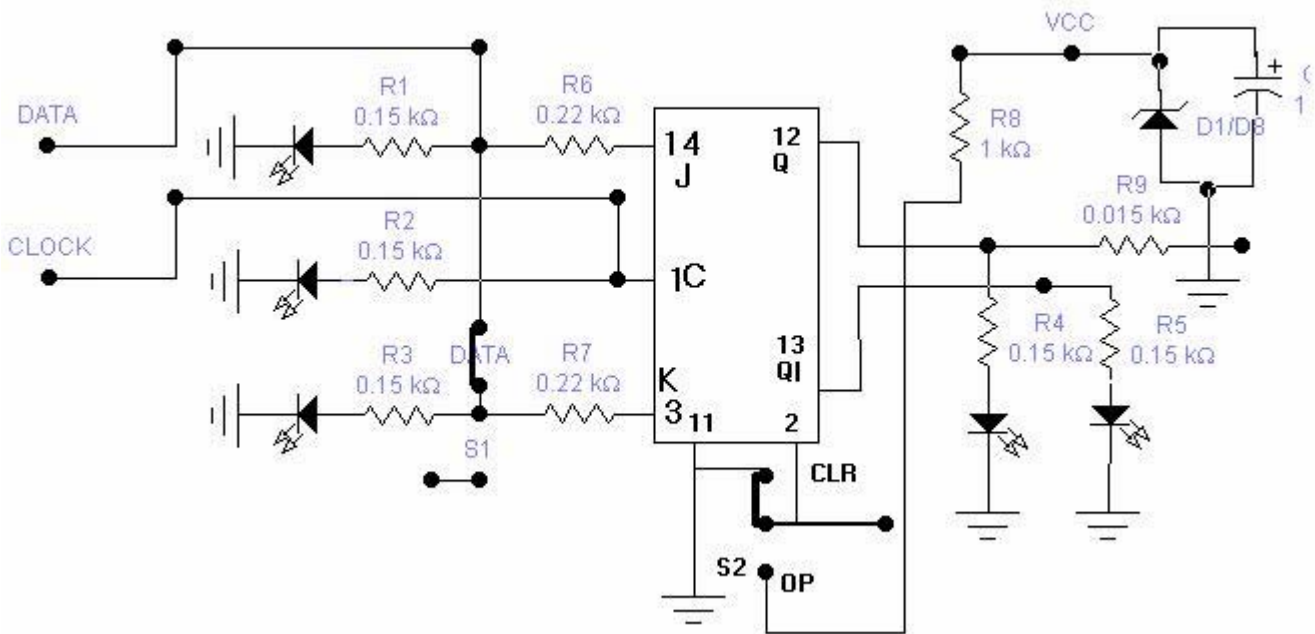 VCC
DATA
R1
0.15 kΩ
R6
0.22 kΩ
14
J
12
Q
R8
1 kΩ
D1/D3
1
R9
0.015 kΩ
CLOCK
R2
0.15 kΩ
1C
13
QI
R4
0.15 kΩ
R5
0.15 kΩ
R3
0.15 kΩ
DATA
R7
0.22 kΩ
K
3
11
2
S1
CLR
S2
OP